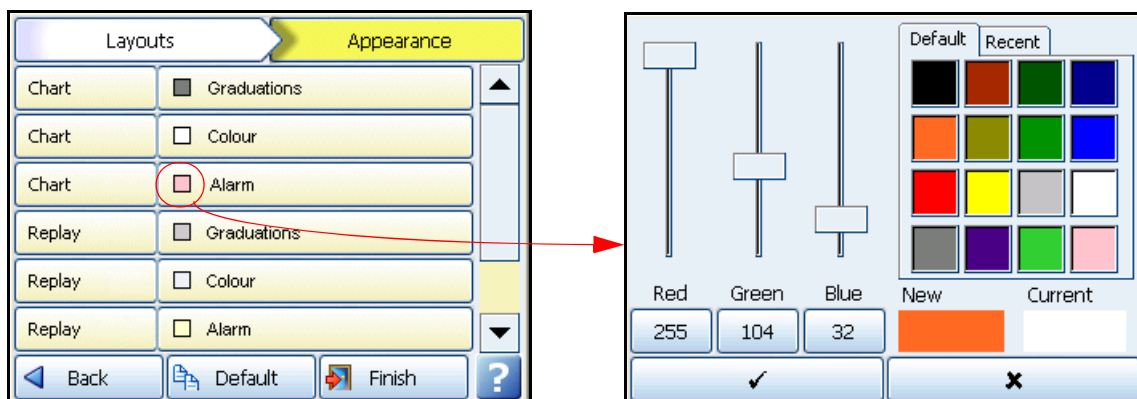 Layouts Appearance
Chart Graduations
Chart Colour
Chart Alarm
Replay Graduations
Replay Colour
Replay Alarm
Back Default Finish ?
Default Recent
Red Green Blue New Current
255 104 32